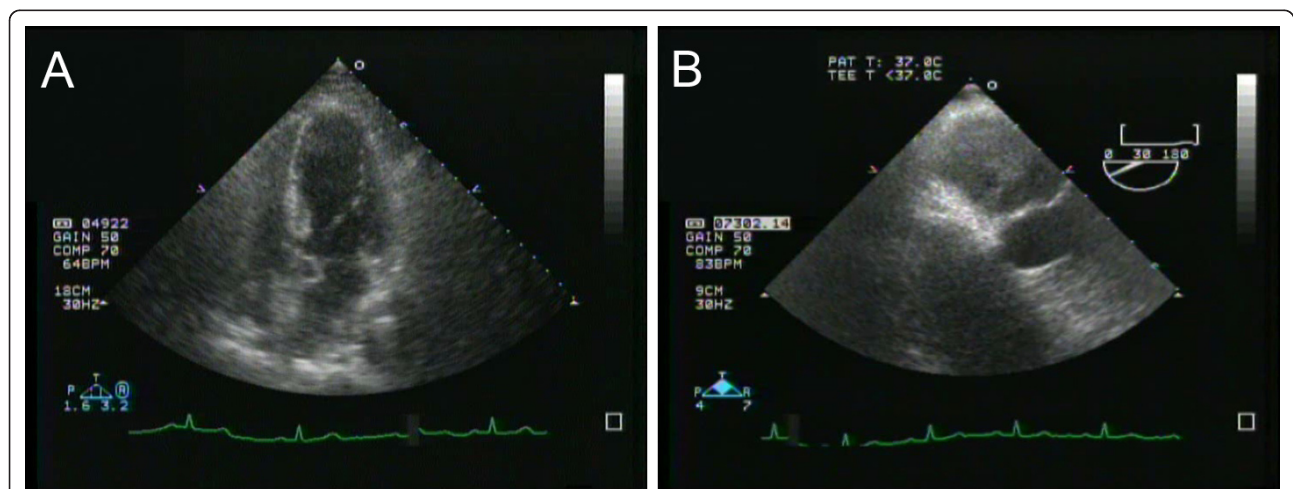 A
04922
GAIN 50
COMP 70
64BPM
18CM
30HZ
T
P R
1.6 3.2
B
PAT T: 37.0C
TEE T <37.0C
0 30 180
07302.14
GAIN 50
COMP 70
83BPM
9CM
30HZ
T
P R
4 7